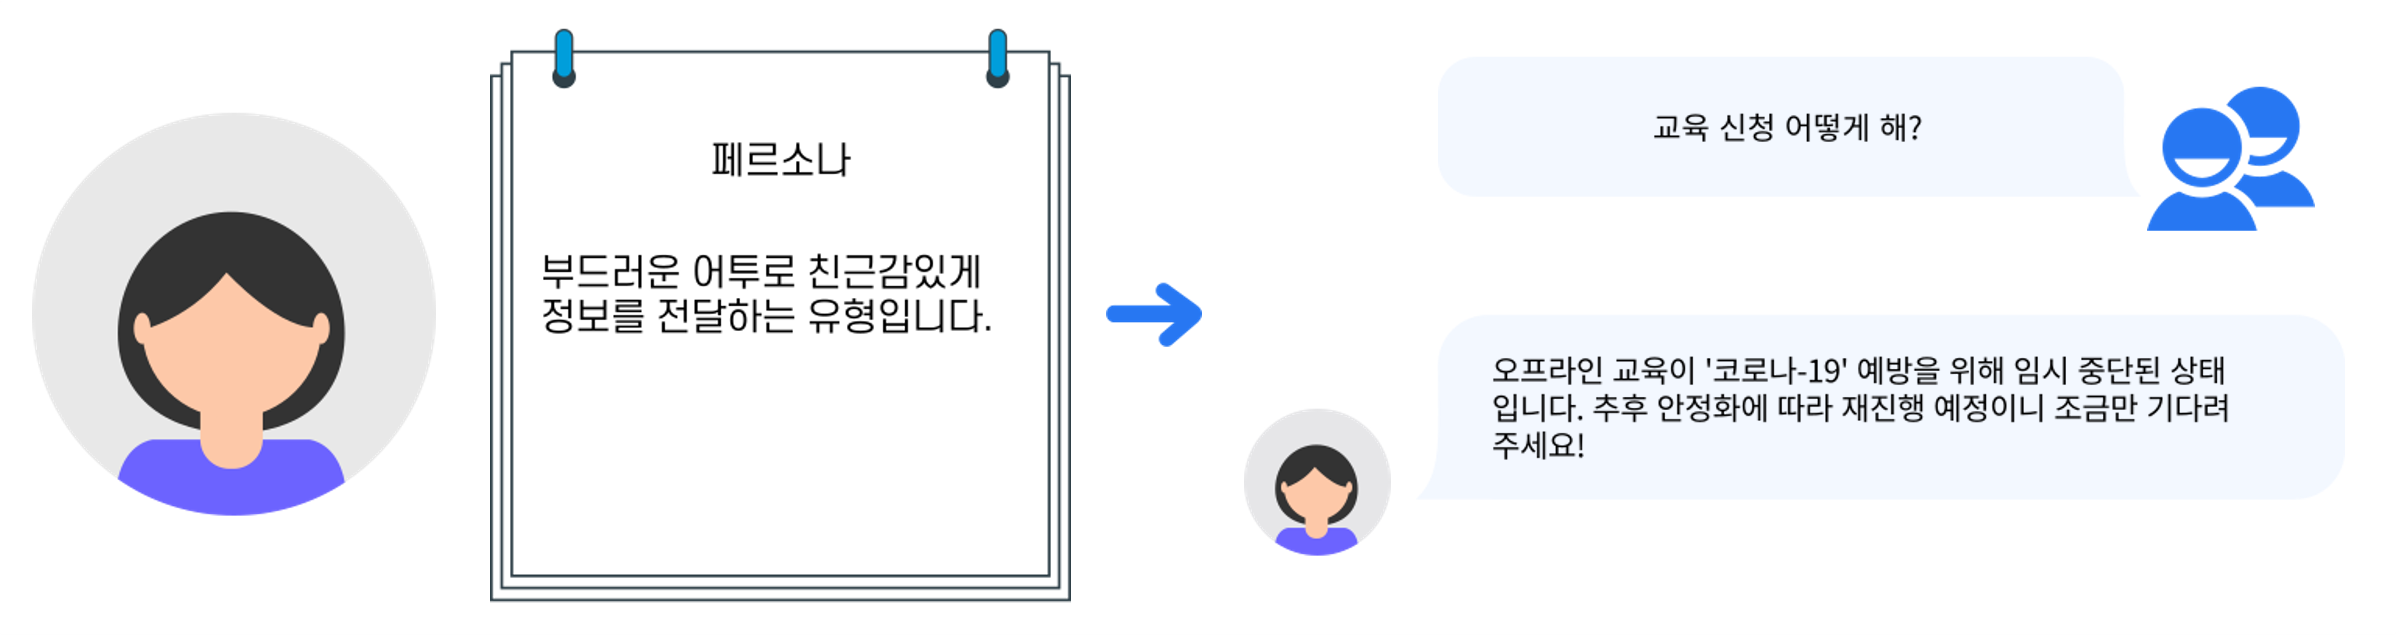 페르소나
부드러운 어투로 친근감있게
정보를 전달하는 유형입니다.
교육 신청 어떻게 해?
오프라인 교육이 '코로나-19' 예방을 위해 임시 중단된 상태
입니다. 추후 안정화에 따라 재진행 예정이니 조금만 기다려
주세요!